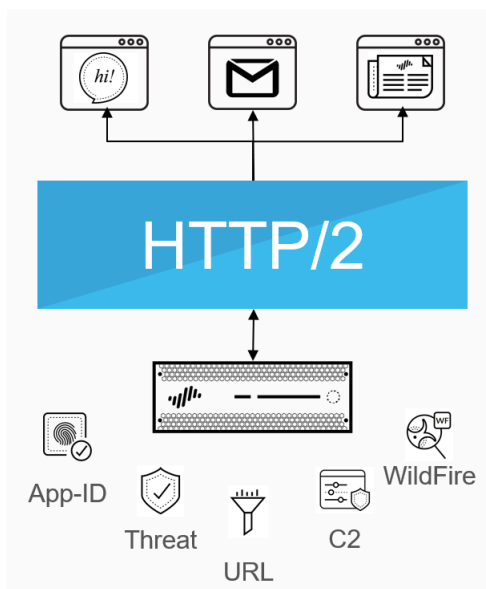 hi!
HTTP/2
WF
App-ID
WildFire
Threat
C2
URL